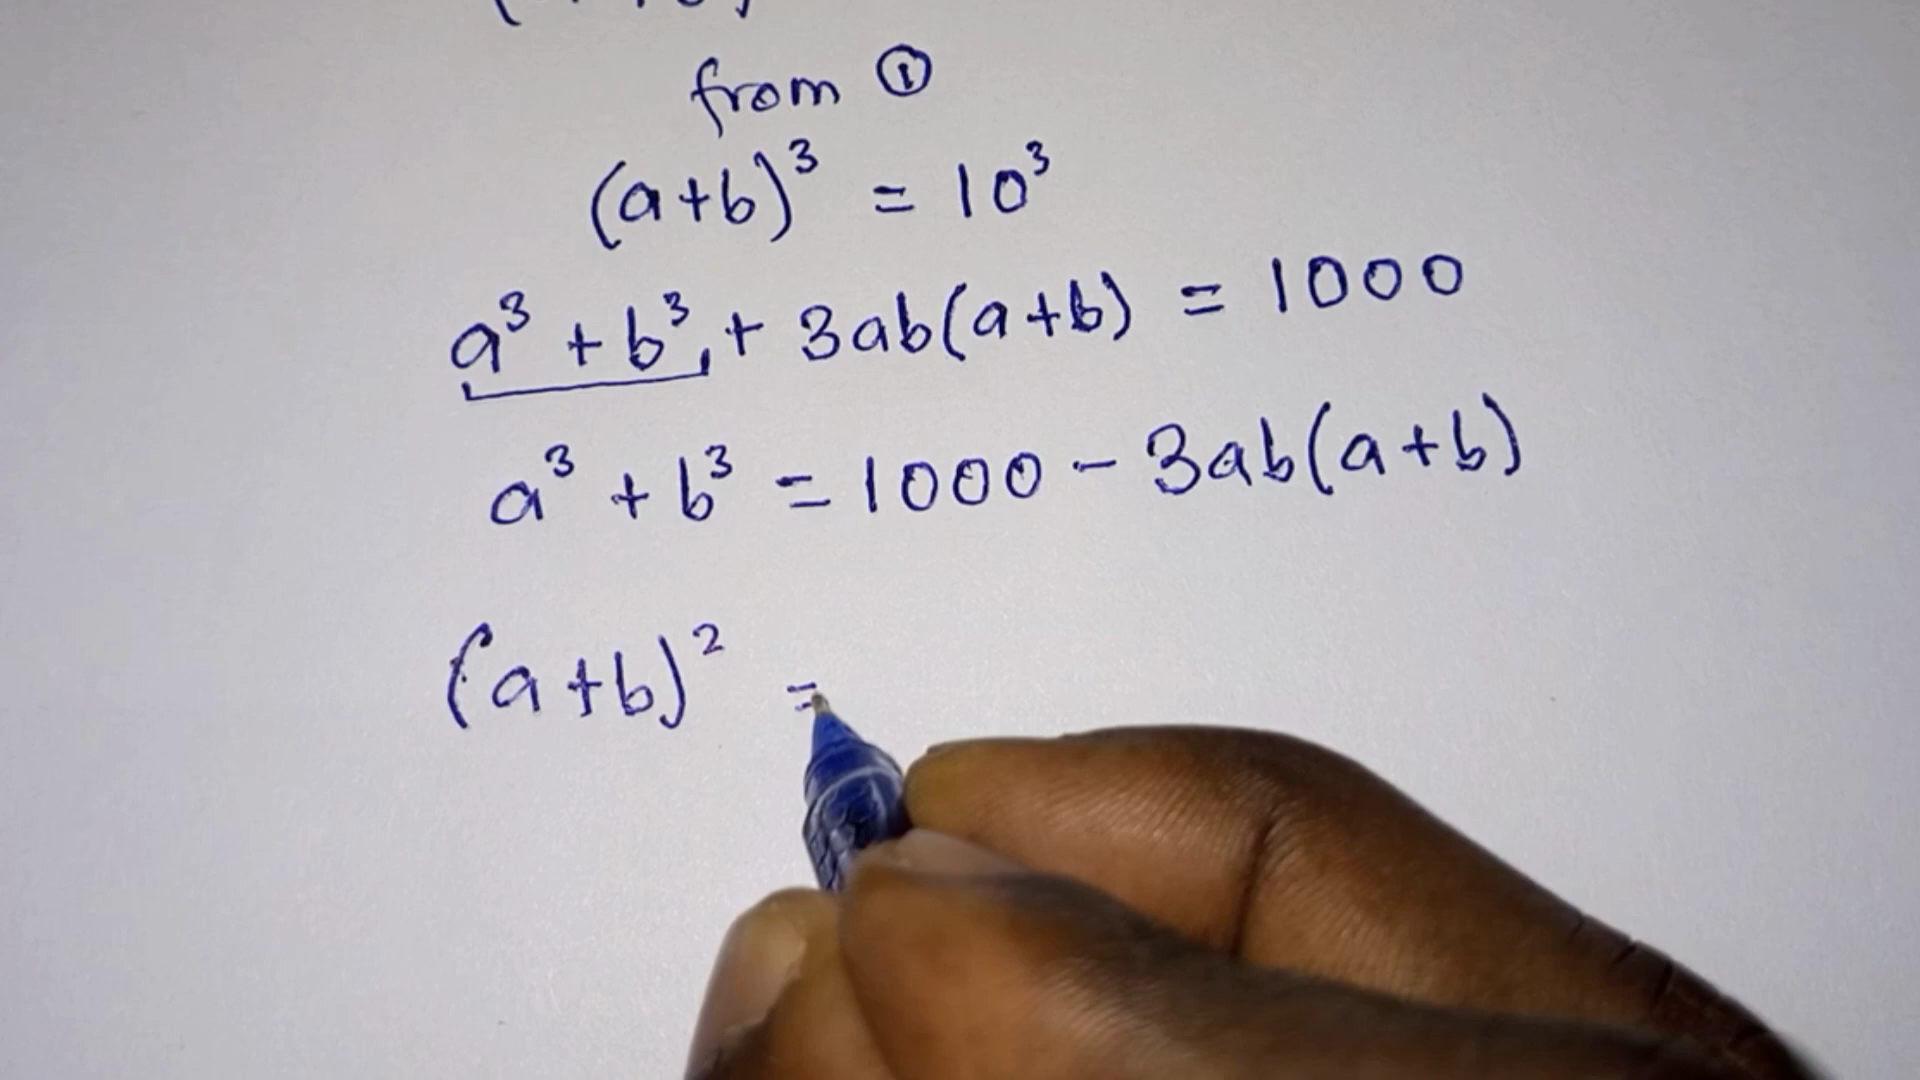 from ①
(a+b)³ = 10³
a³ + b³ + 3ab(a+b) = 1000
a³ + b³ = 1000 - 3ab(a+b)
(a+b)² =